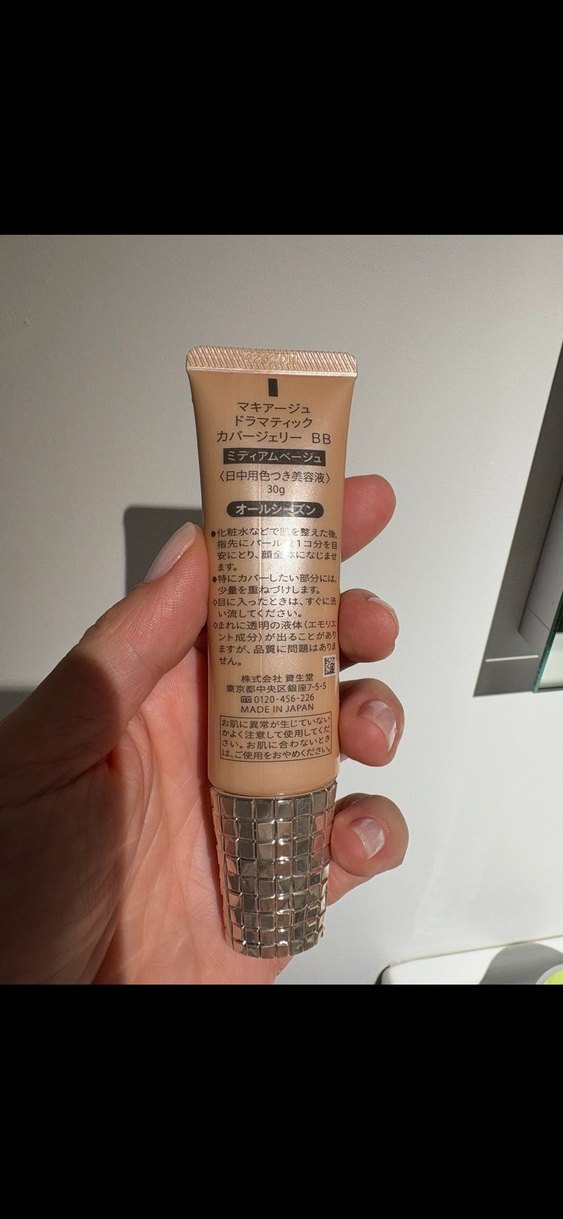 マキアージュ
ドラマティック
カバージェリー BB
ミディアムベージュ
〈日中用色つき美容液〉
30g
オールシーズン
●化粧水などで肌を整えた後、
指先にパール粒1コ分を目
安にとり、顔全体になじませ
ます。
●特にカバーしたい部分には、
少量を重ねづけします。
○目に入ったときは、すぐに洗
い流してください。
○まれに透明の液体（エモリエ
ント成分）が出ることがあり
ますが、品質に問題はありま
せん。
株式会社 資生堂
東京都中央区銀座7-5-5
0120-456-226
MADE IN JAPAN
お肌に異常が生じていない
かよく注意して使用してくだ
さい。お肌に合わないとき
は、ご使用をおやめください。